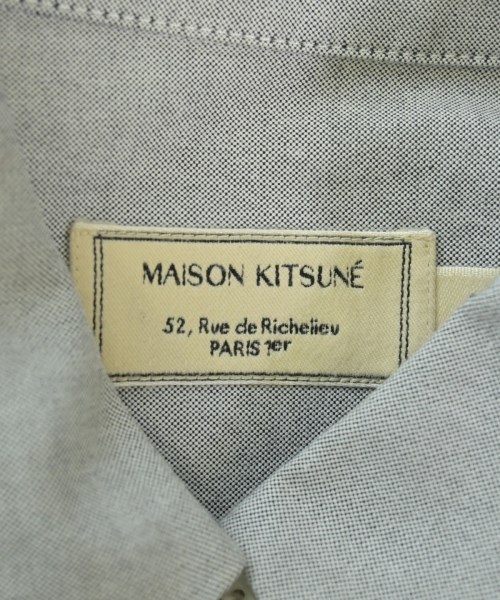 MAISON KITSUNÉ
52, Rue de Richelieu
PARIS 1er